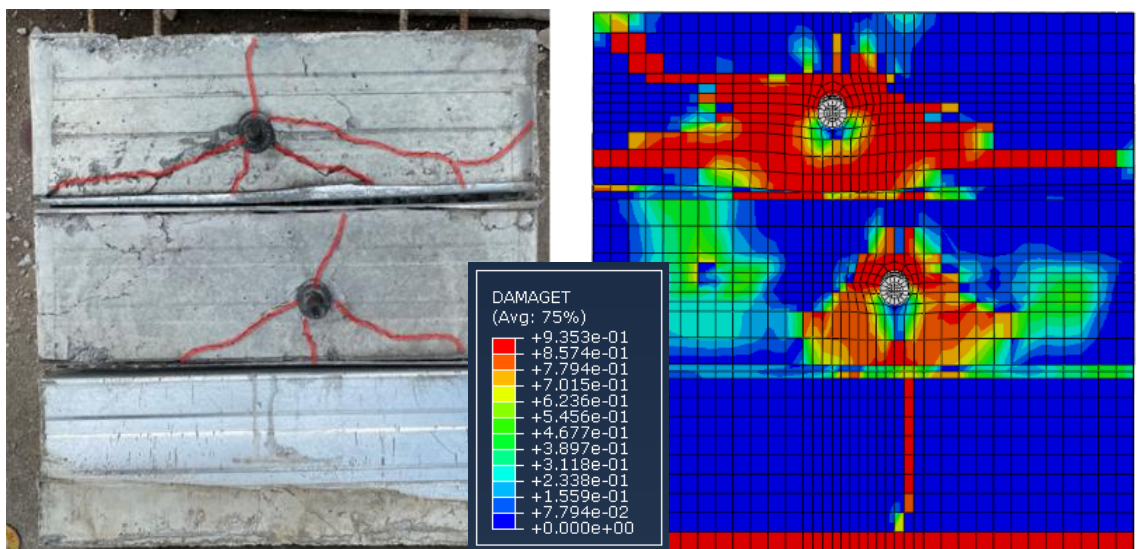 DAMAGET
(Avg: 75%)
+9.353e-01
+8.574e-01
+7.794e-01
+7.015e-01
+6.236e-01
+5.456e-01
+4.677e-01
+3.897e-01
+3.118e-01
+2.338e-01
+1.559e-01
+7.794e-02
+0.000e+00